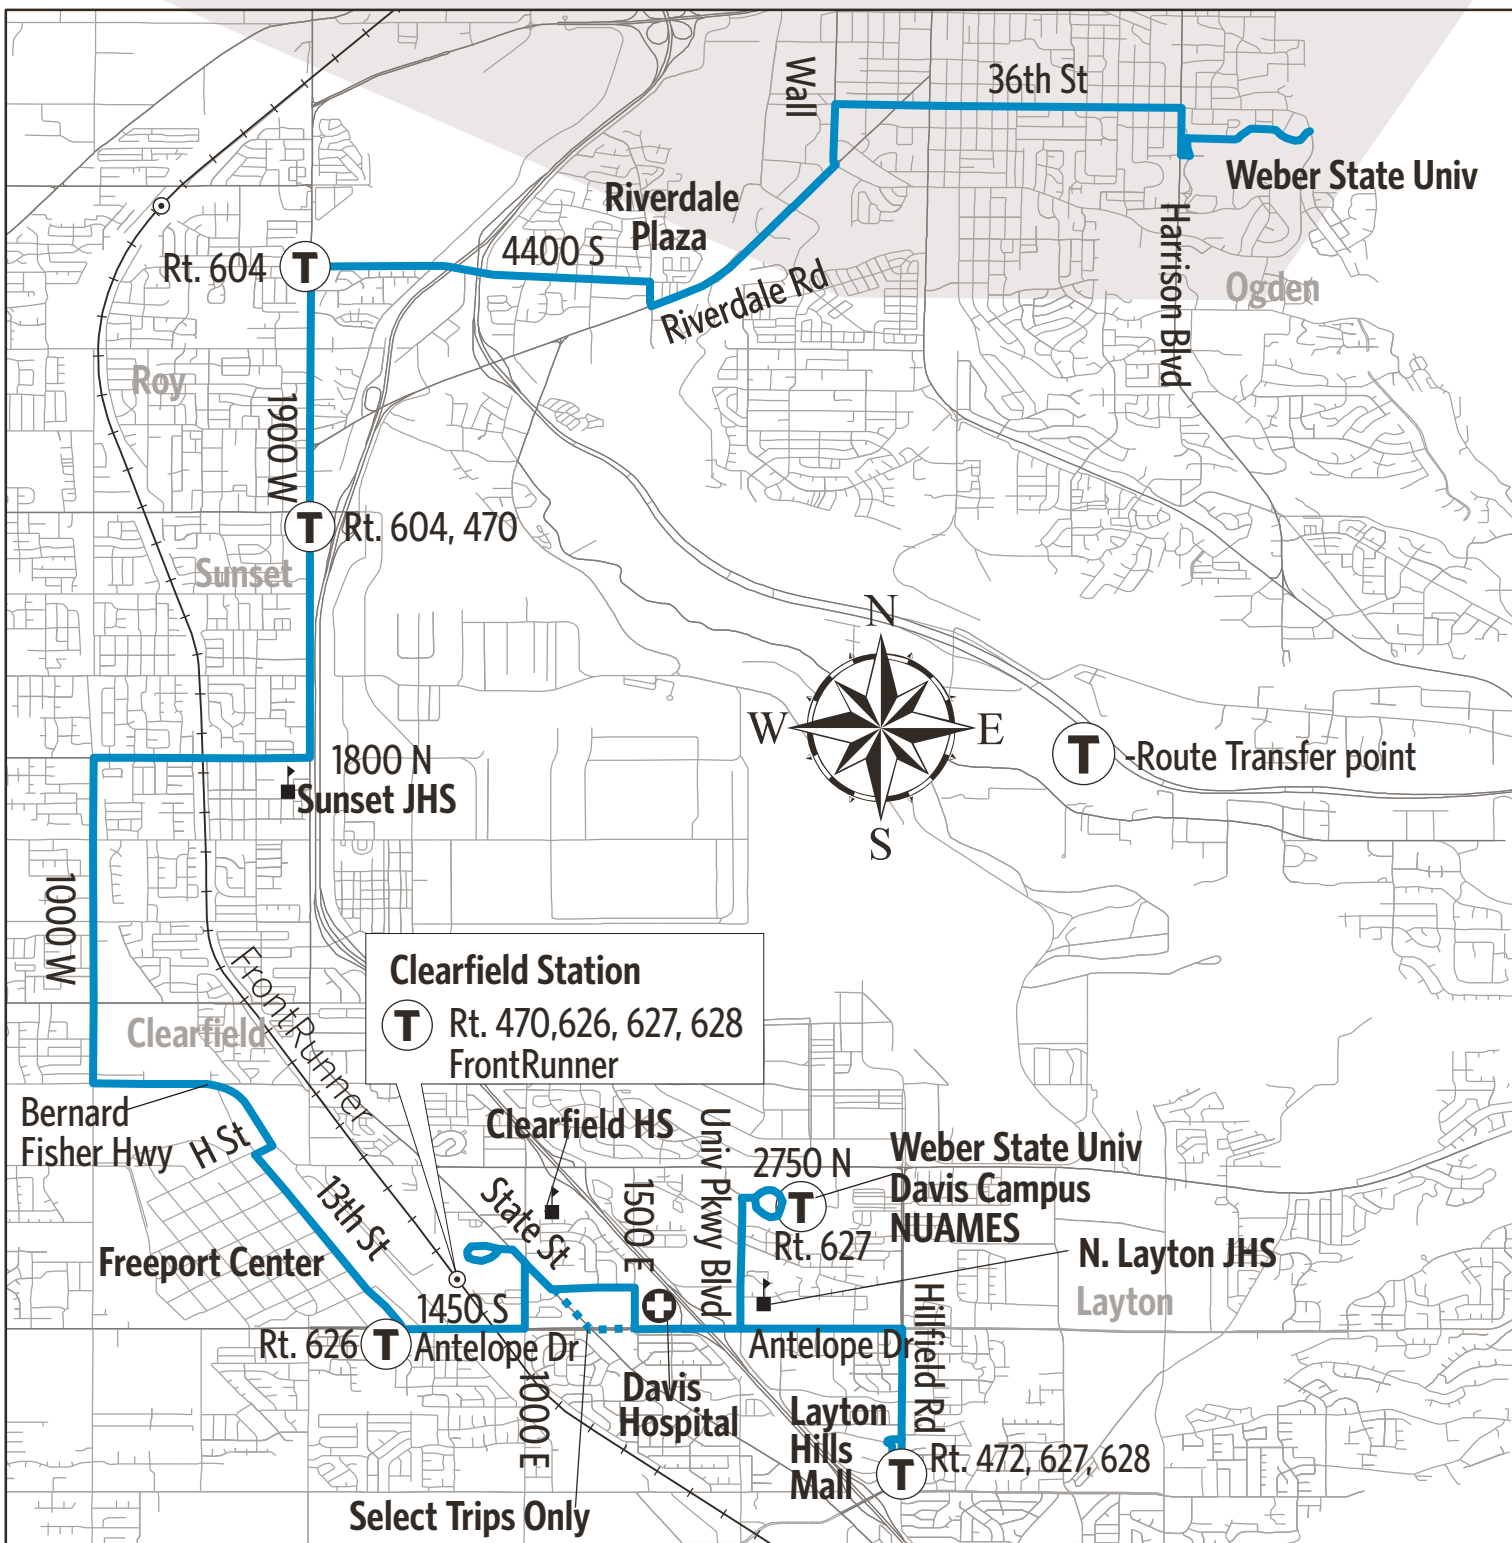 36th St
Wall
Weber State Univ
Riverdale
Plaza
4400 S
Rt. 604
T
Harrison Blvd
Riverdale Rd
Ogden
Roy
1900 W
T
Rt. 604, 470
Sunset
N
W
E
S
T
-Route Transfer point
1800 N
Sunset JHS
1000 W
FrontRunner
Clearfield Station
T
Rt. 470,626, 627, 628
FrontRunner
Clearfield
Bernard
Fisher Hwy
H St
Clearfield HS
Univ Pkwy Blvd
2750 N
Weber State Univ
Davis Campus
NUAMES
T
Rt. 627
13th St
State St
1500 E
N. Layton JHS
Freeport Center
Layton
1450 S
Hillfield Rd
Rt. 626
T
Antelope Dr
Antelope Dr
1000 E
Davis
Hospital
Layton
Hills
Mall
T
Rt. 472, 627, 628
Select Trips Only